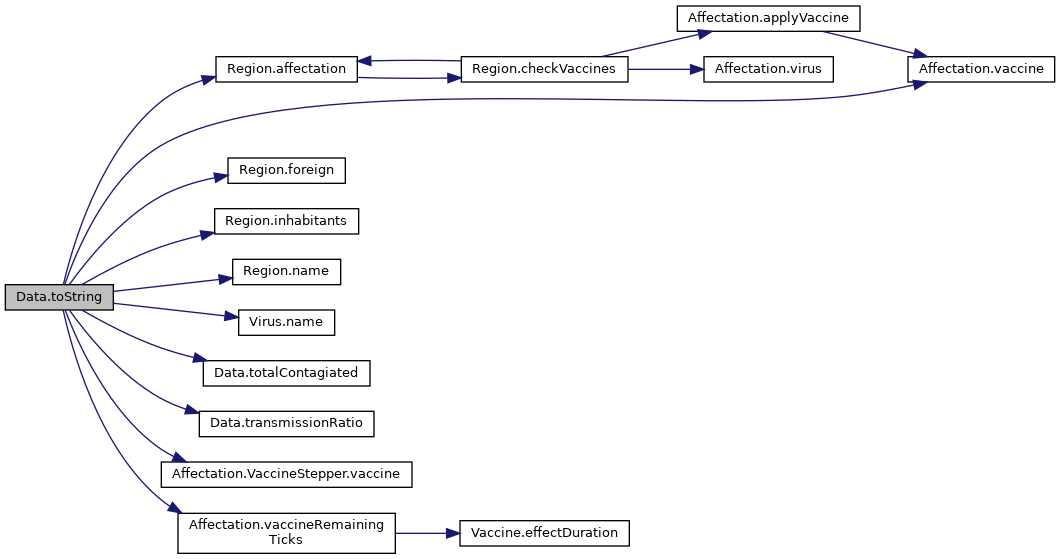 Affectation.applyVaccine
Region.affectation
Region.checkVaccines
Affectation.virus
Affectation.vaccine
Region.foreign
Region.inhabitants
Region.name
Data.toString
Virus.name
Data.totalContagiated
Data.transmissionRatio
Affectation.VaccineStepper.vaccine
Affectation.vaccineRemaining
Ticks
Vaccine.effectDuration